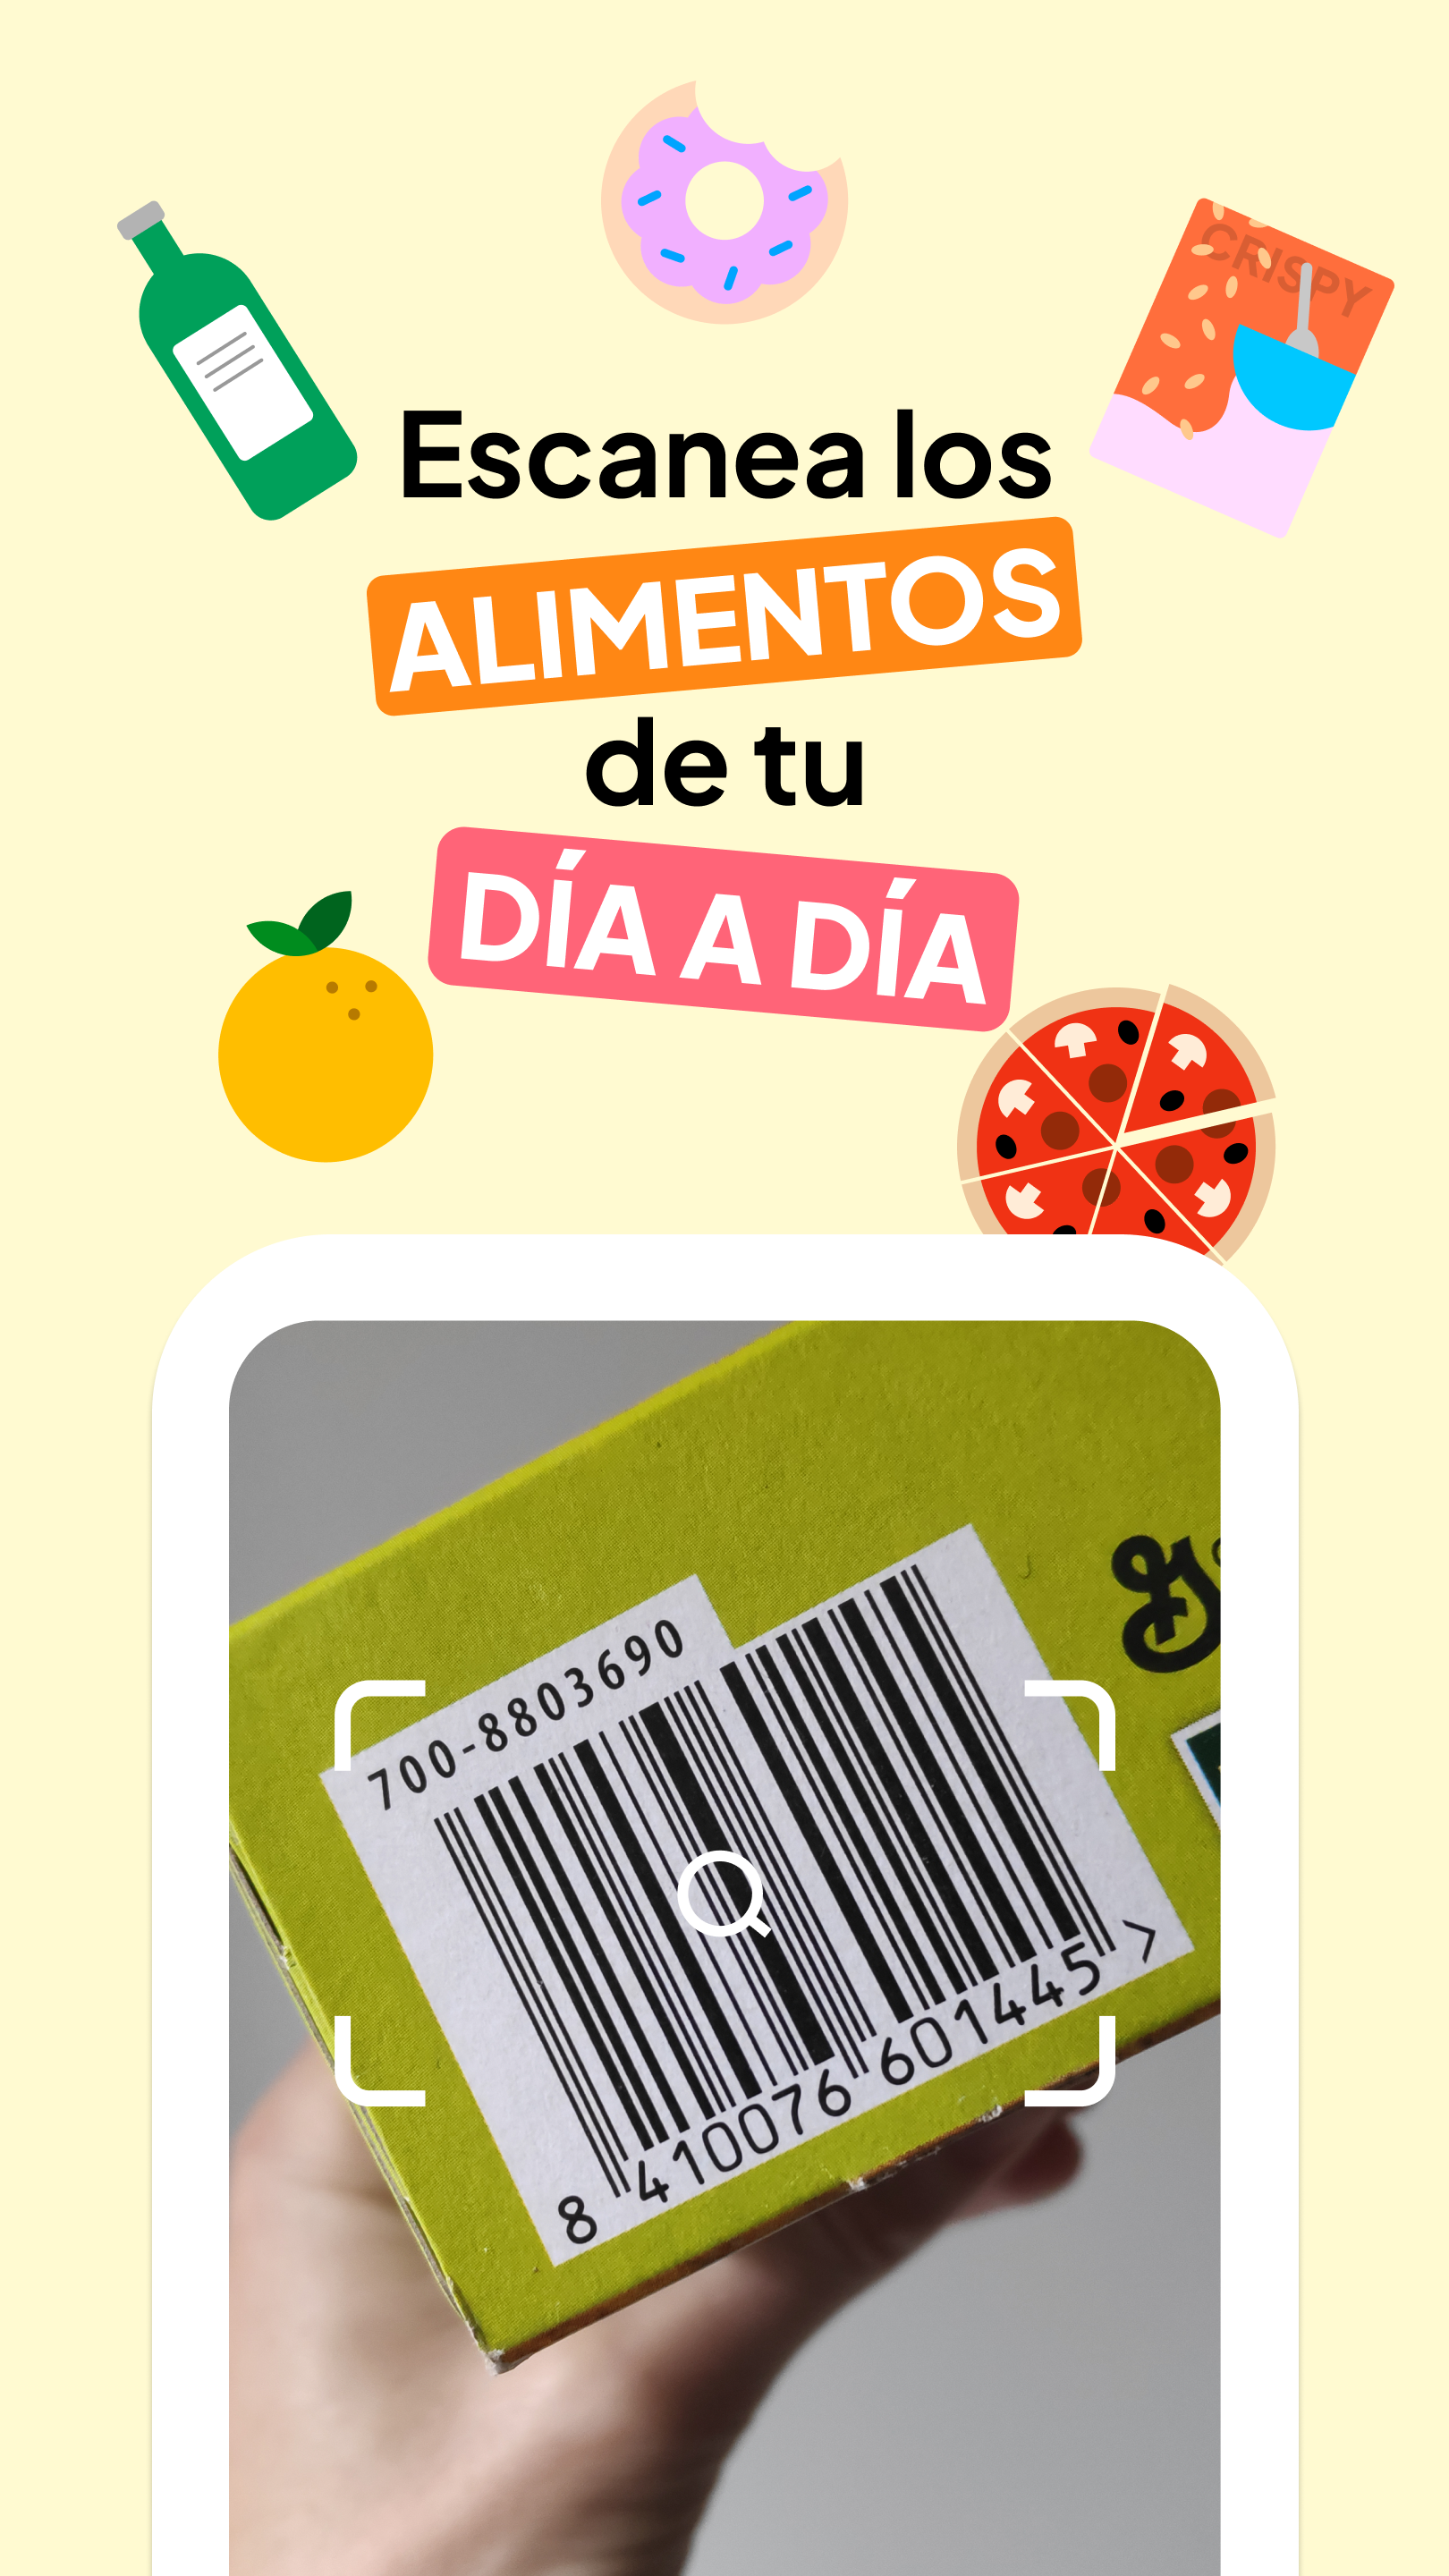 CRISPY
Escanea los
ALIMENTOS
de tu
DÍA A DÍA
700-8803690
8 410076 601445 >